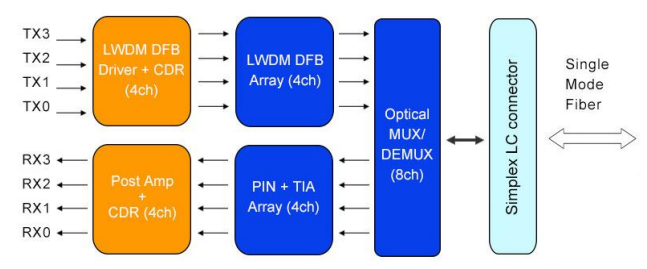 TX3
TX2
TX1
TX0
LWDM DFB
Driver + CDR
(4ch)
LWDM DFB
Array (4ch)
RX3
RX2
RX1
RX0
Post Amp
+
CDR (4ch)
PIN + TIA
Array (4ch)
Optical
MUX/
DEMUX
(8ch)
Simplex LC connector
Single
Mode
Fiber